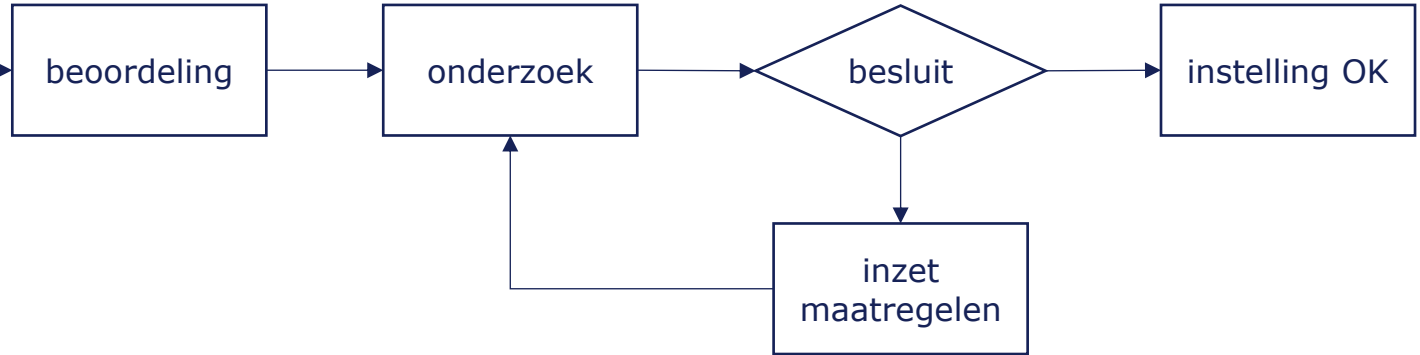 beoordeling
onderzoek
besluit
instelling OK
inzet
maatregelen